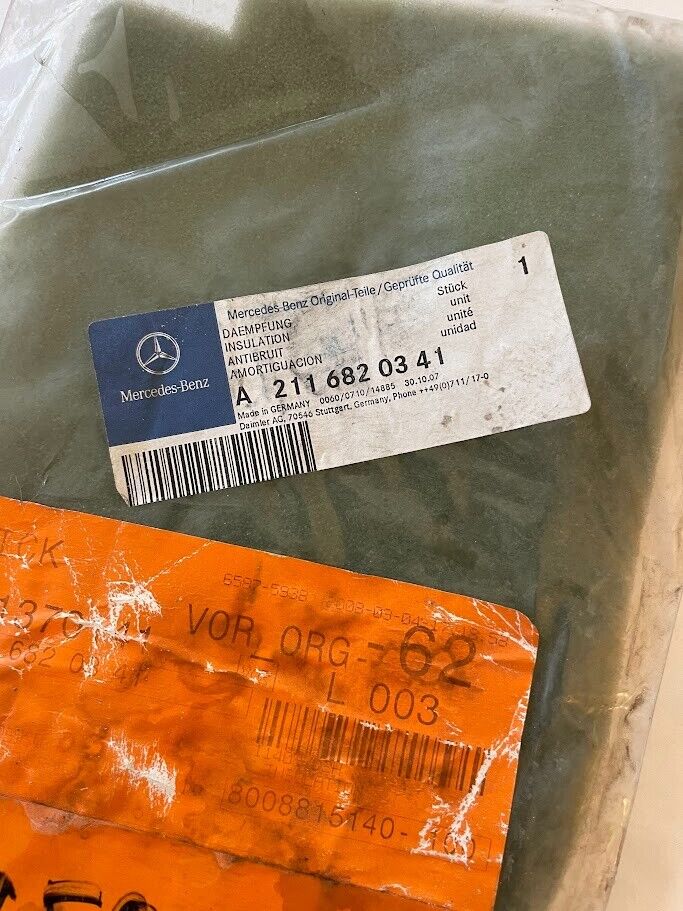 Mercedes-Benz Original-Teile/Geprüfte Qualität
1
DAEMPFUNG Stück
INSULATION unit
ANTIBRUIT unité
AMORTIGUACION unidad
A 211 682 03 41
Made in GERMANY 0060/0710/14885 30.10.07
Daimler AG, 70546 Stuttgart, Germany, Phone ++49(0)711/17-0
Mercedes-Benz
VOR_ORG-62
L 003
8008815140-